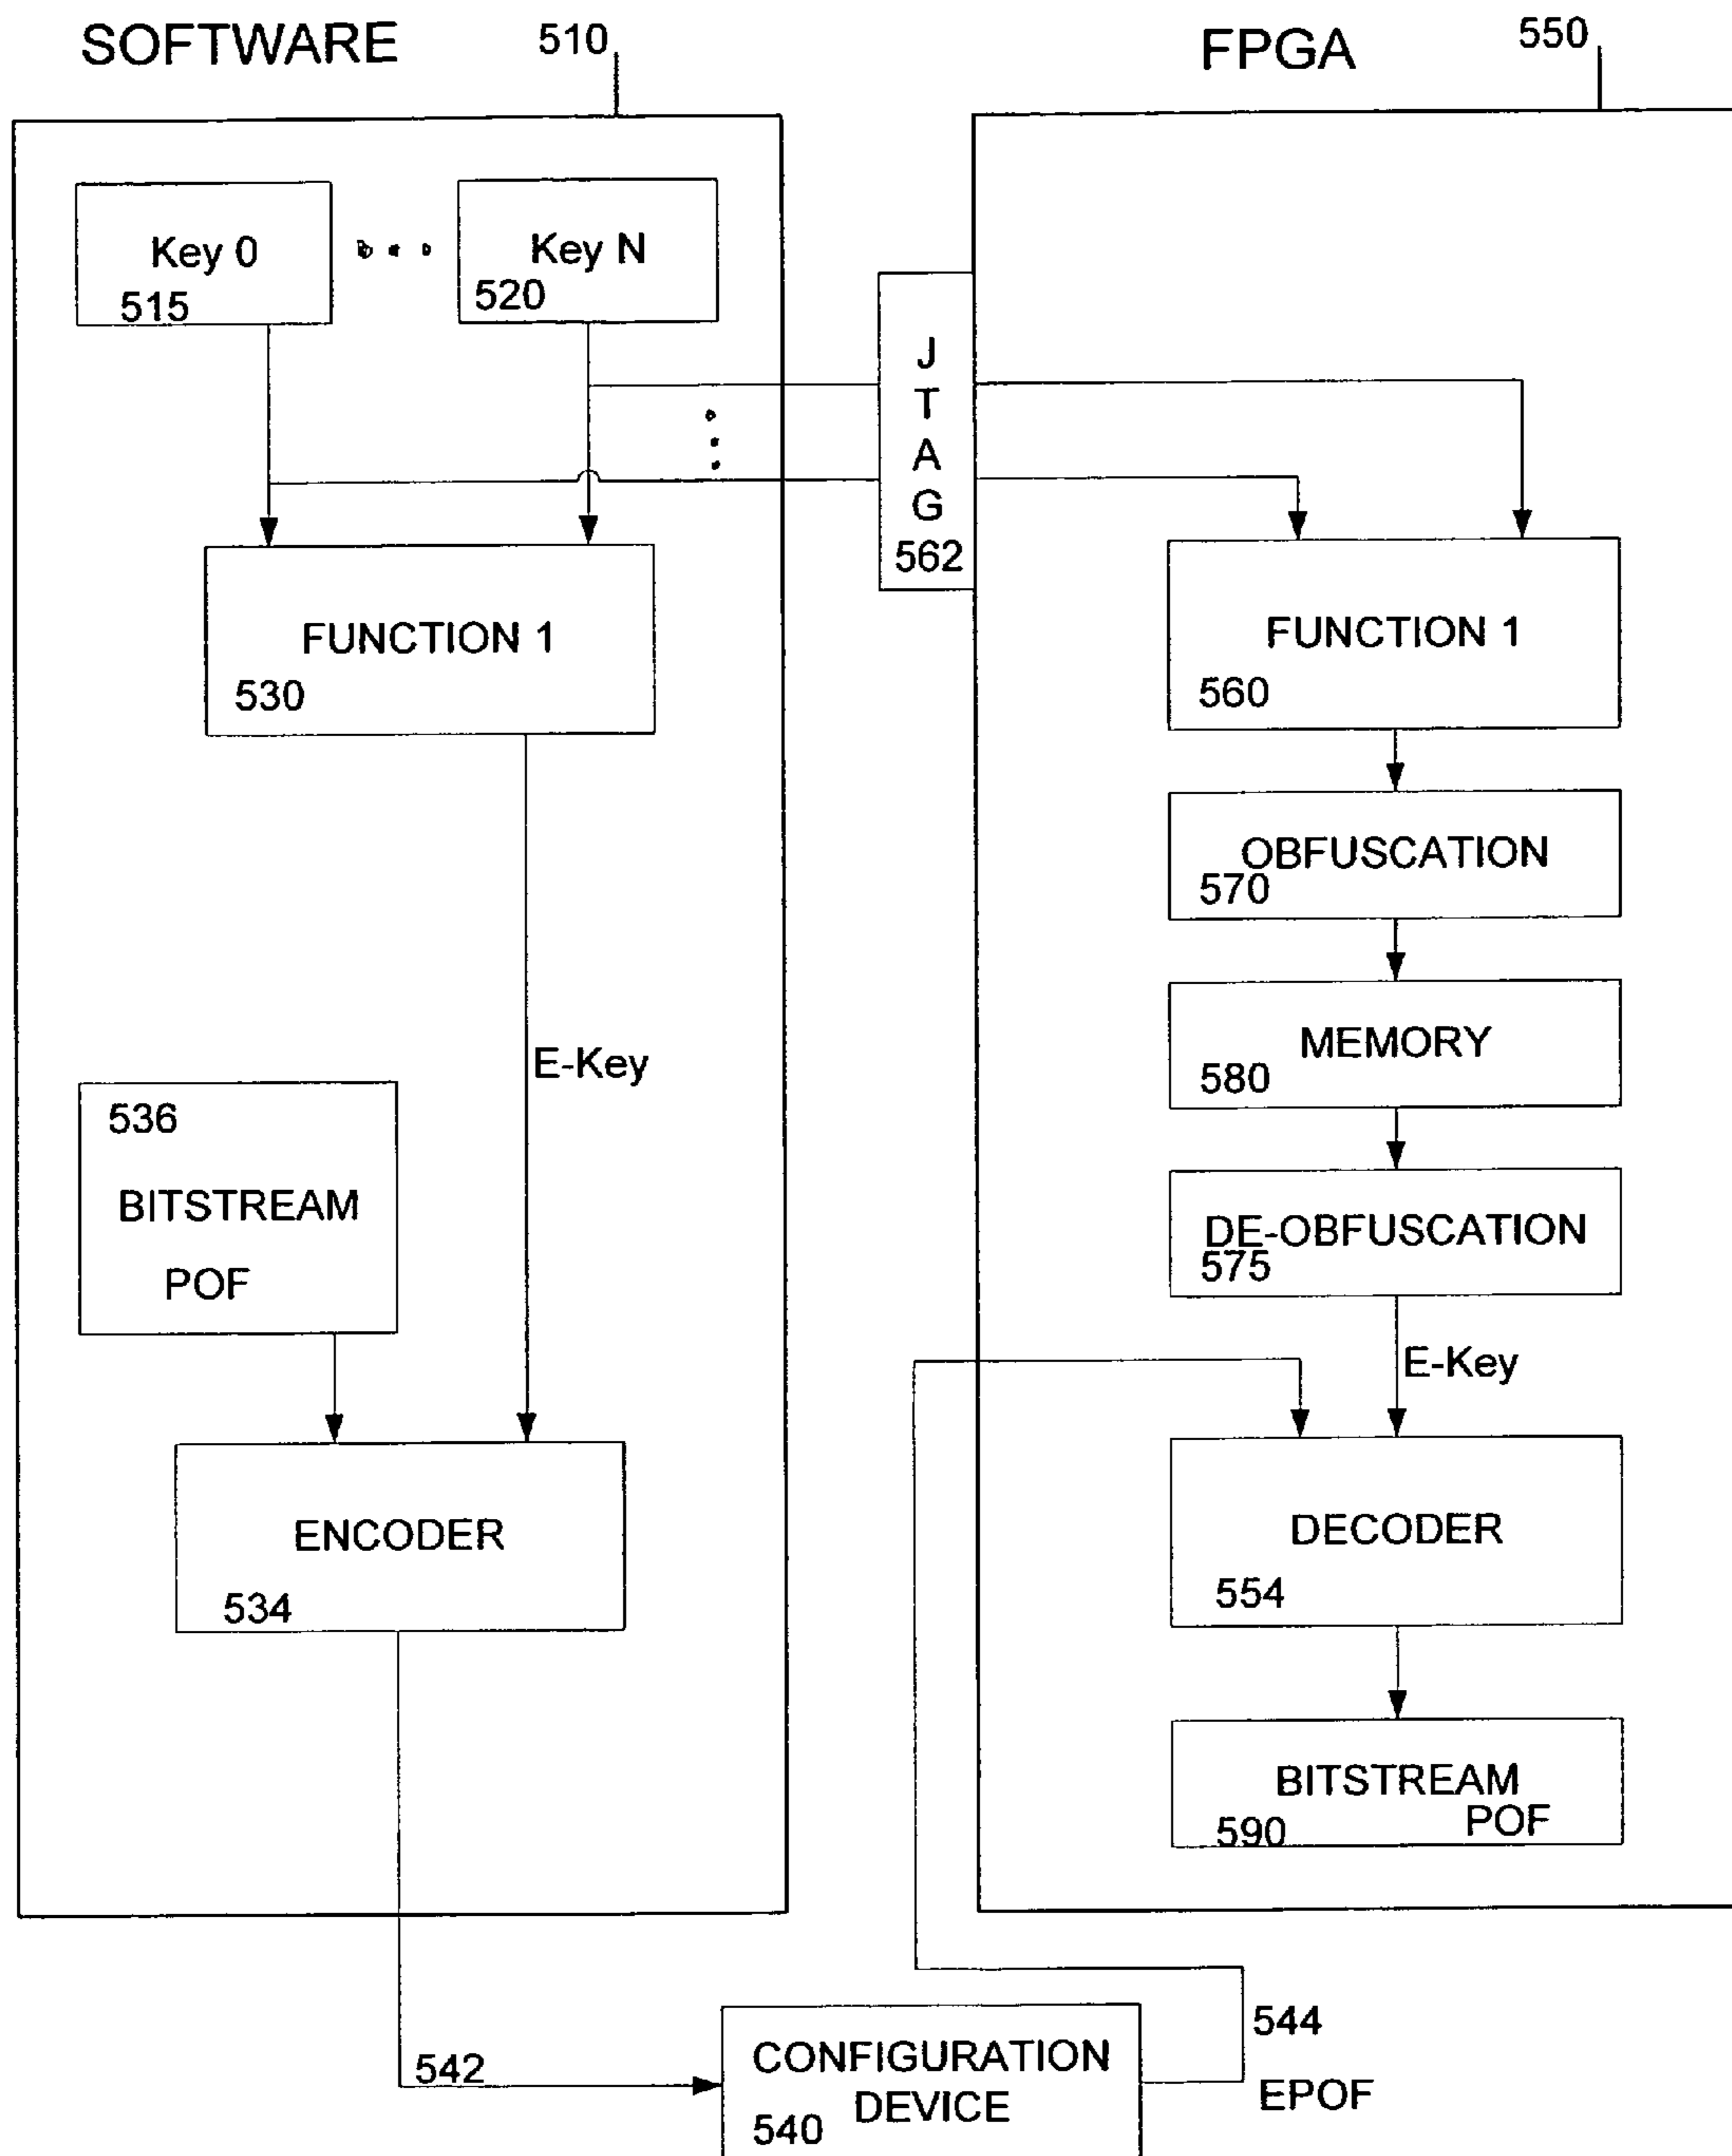 SOFTWARE
510
FPGA
550
Key 0
515
Key N
520
J
T
A
G
562
FUNCTION 1
530
FUNCTION 1
560
OBFUSCATION
570
MEMORY
580
E-Key
536
BITSTREAM
POF
DE-OBFUSCATION
575
E-Key
ENCODER
534
DECODER
554
BITSTREAM
POF
590
542
CONFIGURATION
DEVICE
540
544
EPOF